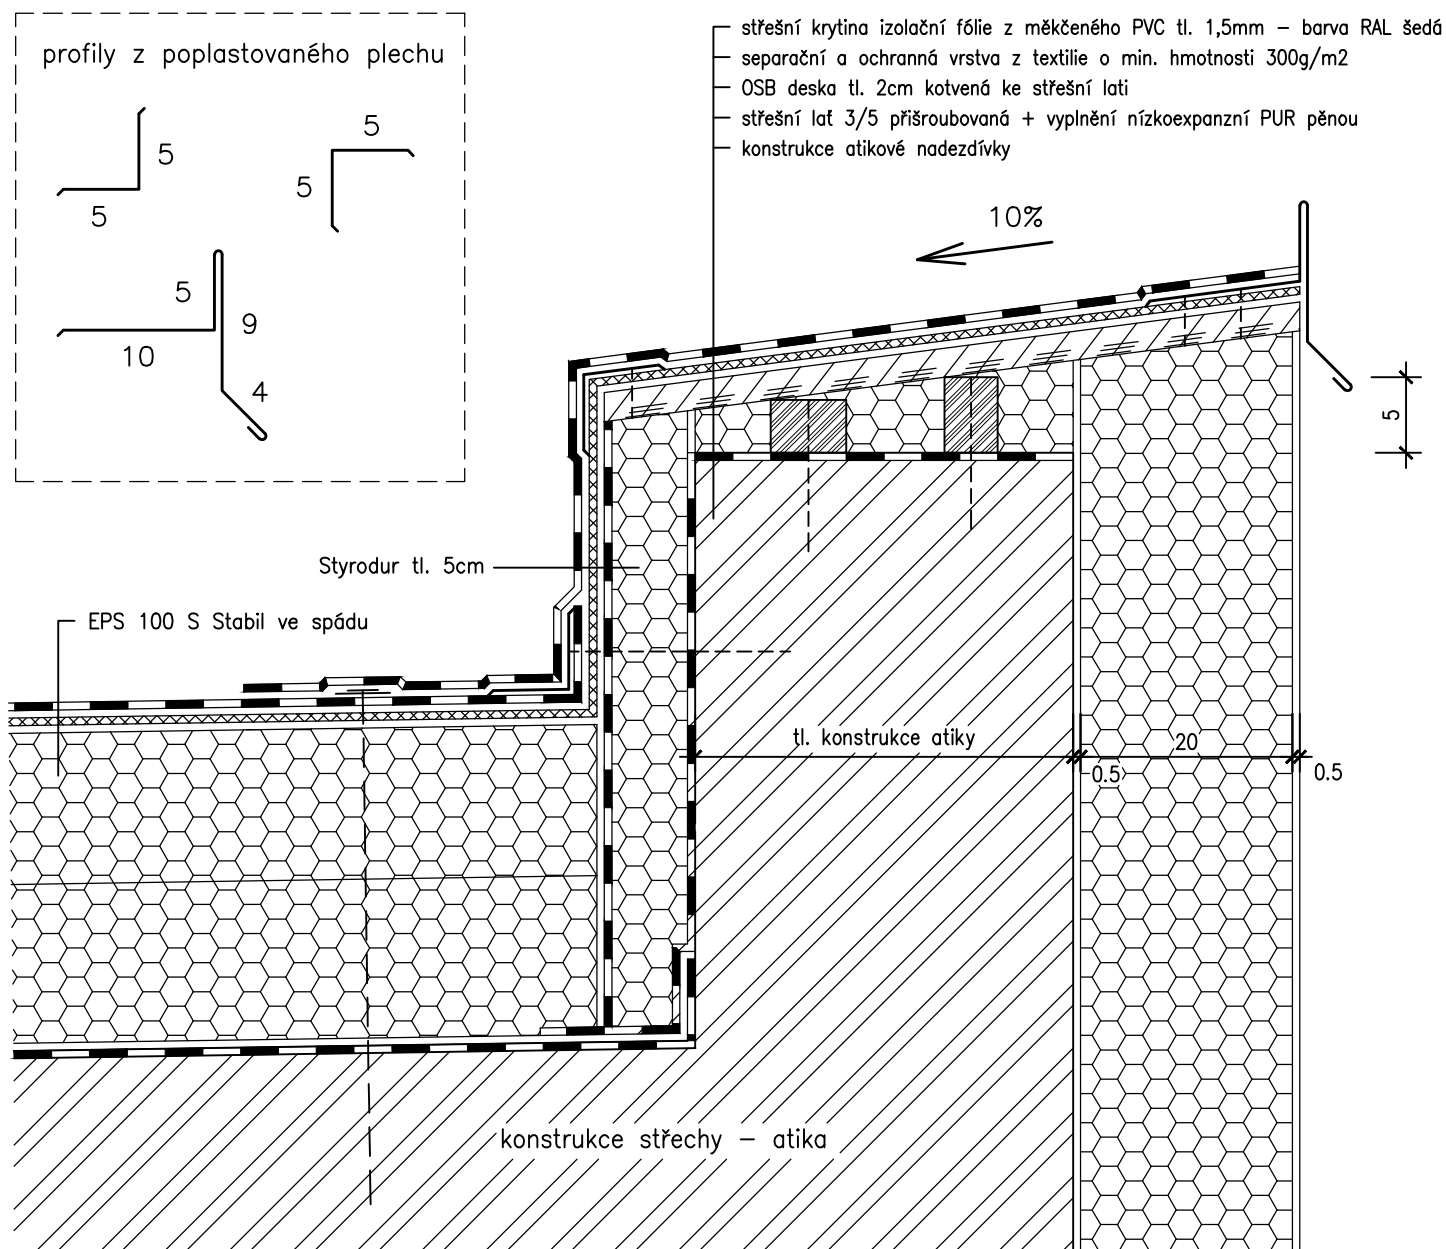 profily z poplastovaného plechu
5
5
5
5
5
9
10
4
střešní krytina izolační fólie z měkčeného PVC tl. 1,5mm – barva RAL šedá
separační a ochranná vrstva z textilie o min. hmotnosti 300g/m2
OSB deska tl. 2cm kotvená ke střešní lati
střešní lať 3/5 přišroubovaná + vyplnění nízkoexpanzní PUR pěnou
konstrukce atikové nadezdívky
10%
5
Styrodur tl. 5cm
EPS 100 S Stabil ve spádu
tl. konstrukce atiky
20
0.5
0.5
konstrukce střechy – atika